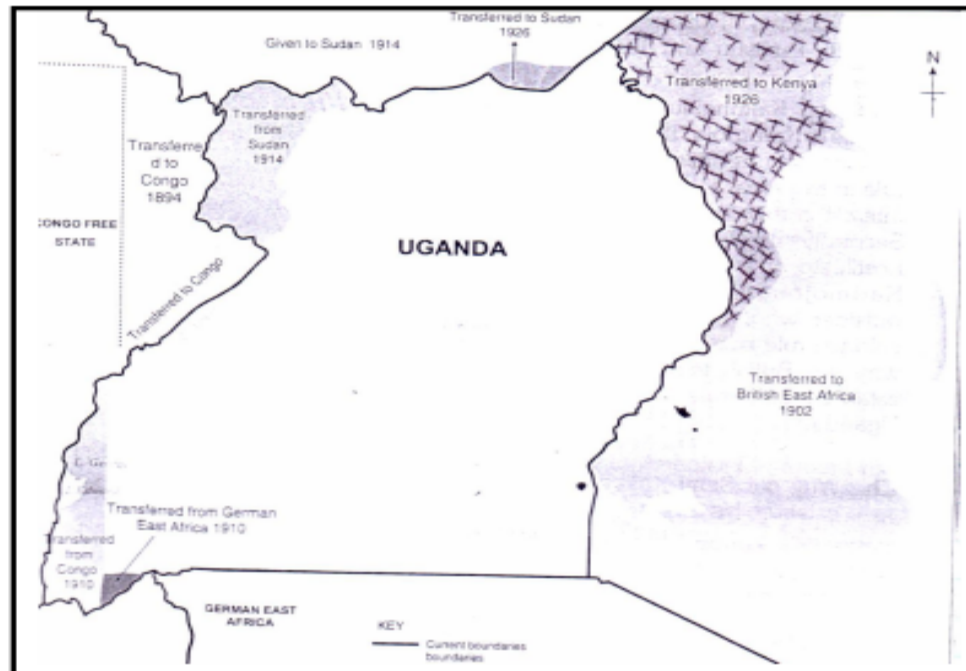 Transferred to Sudan
1926
Given to Sudan 1914
N
Transferred to Kenya
1926
Transferred
from
Sudan
1914
Transferre
d to
Congo
1894
CONGO FREE
STATE
UGANDA
Transferred to Congo
Transferred to
British East Africa
1902
Transferred from German
East Africa 1910
Transferred
from
Congo
1910
GERMAN EAST
AFRICA
KEY
Current boundaries
boundaries